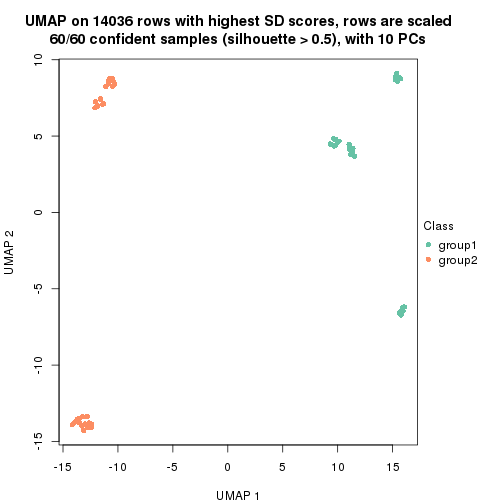 UMAP on 14036 rows with highest SD scores, rows are scaled
60/60 confident samples (silhouette > 0.5), with 10 PCs
10
5
0
-5
-10
-15
UMAP 2
-15
-10
-5
0
5
10
15
UMAP 1
Class
group1
group2